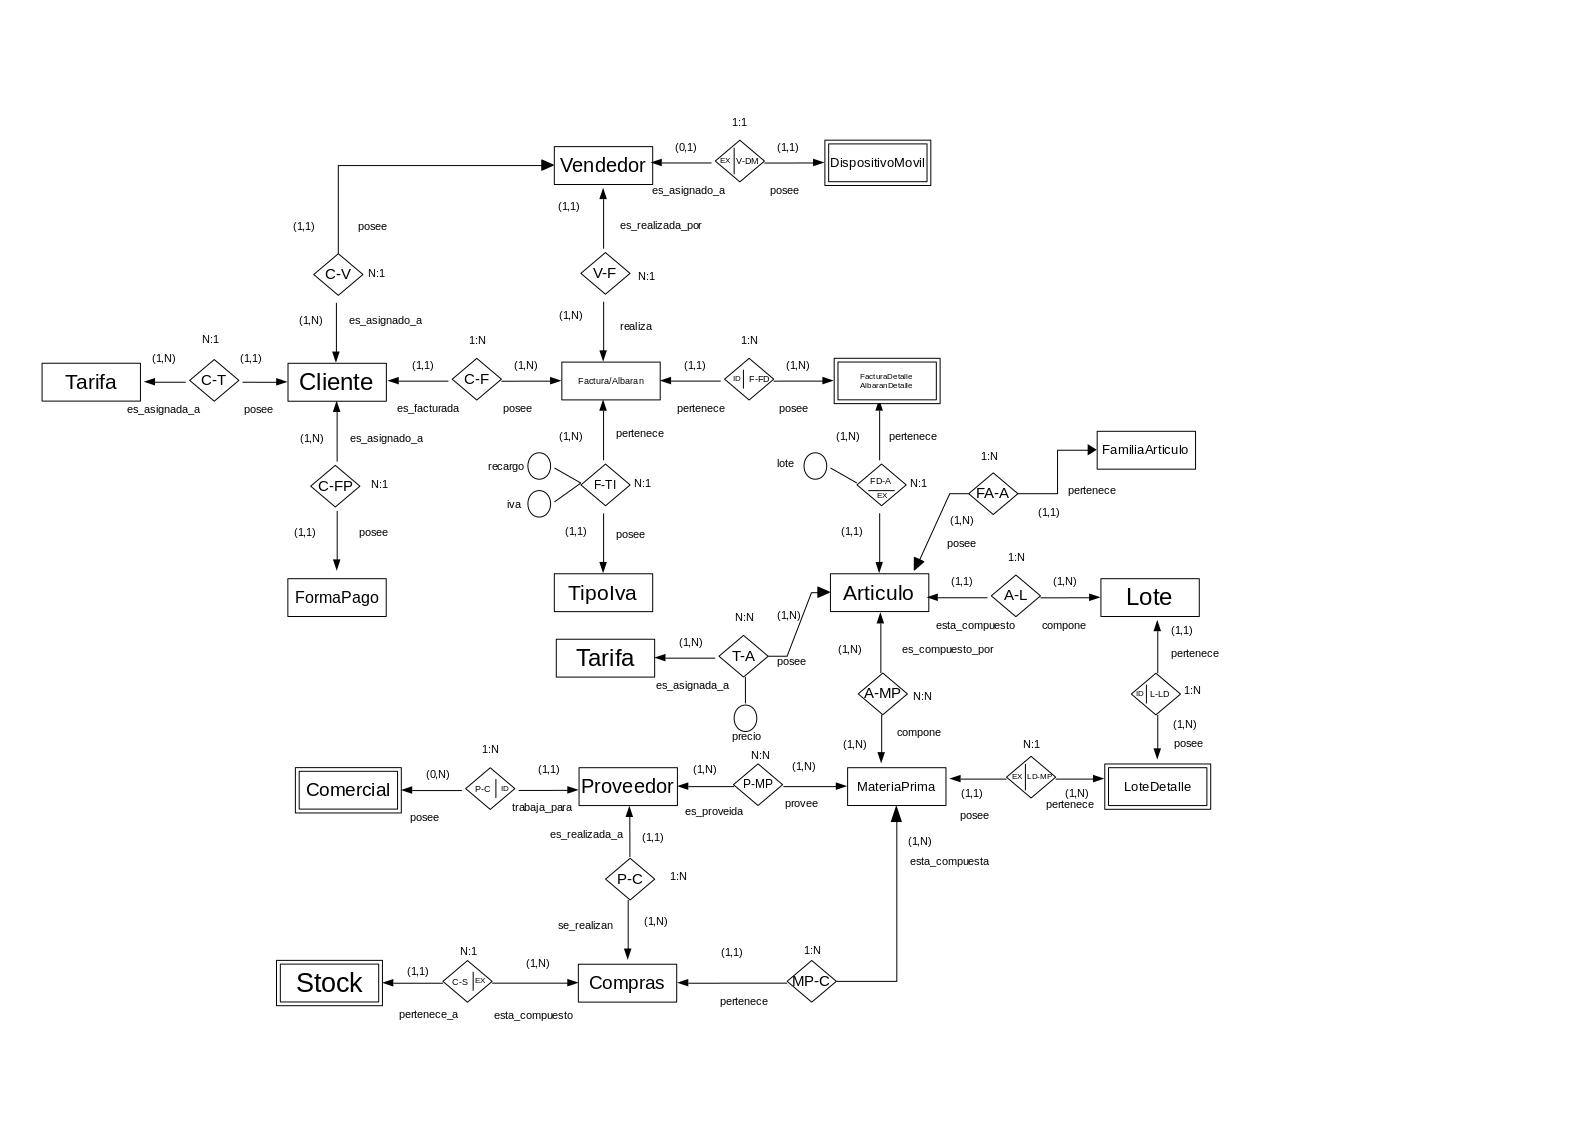 1:1
(0,1)
(1,1)
Vendedor
EX
V-DM
DispositivoMovil
es_asignado_a
posee
(1,1)
(1,1)
posee
es_realizada_por
C-V
N:1
V-F
N:1
(1,N)
es_asignado_a
(1,N)
realiza
N:1
1:N
1:N
(1,N)
(1,1)
(1,1)
(1,N)
(1,1)
(1,N)
Tarifa
C-T
Cliente
C-F
Factura/Albaran
ID
F-FD
FacturaDetalle
AlbaranDetalle
es_asignada_a
posee
es_facturada
posee
pertenece
posee
(1,N)
es_asignado_a
(1,N)
pertenece
(1,N)
pertenece
FamiliaArticulo
1:N
recargo
lote
C-FP
N:1
F-TI
N:1
FD-A
EX
N:1
FA-A
pertenece
iva
(1,1)
posee
(1,1)
posee
(1,1)
(1,N)
(1,1)
posee
1:N
FormaPago
TipoIva
Articulo
(1,1)
A-L
(1,N)
Lote
N:N
(1,N)
esta_compuesto
compone
(1,1)
Tarifa
(1,N)
T-A
posee
(1,N)
es_compuesto_por
pertenece
es_asignada_a
A-MP
N:N
ID
L-LD
1:N
precio
compone
(1,N)
(1,N)
posee
1:N
N:N
N:1
Comercial
(0,N)
P-C
ID
(1,1)
Proveedor
(1,N)
P-MP
(1,N)
MateriaPrima
EX
LD-MP
LoteDetalle
posee
trabaja_para
es_proveida
provee
(1,1)
posee
(1,N)
pertenece
es_realizada_a
(1,1)
(1,N)
esta_compuesta
P-C
1:N
se_realizan
(1,N)
N:1
(1,1)
1:N
Stock
(1,1)
C-S
EX
(1,N)
Compras
MP-C
pertenece_a
esta_compuesto
pertenece